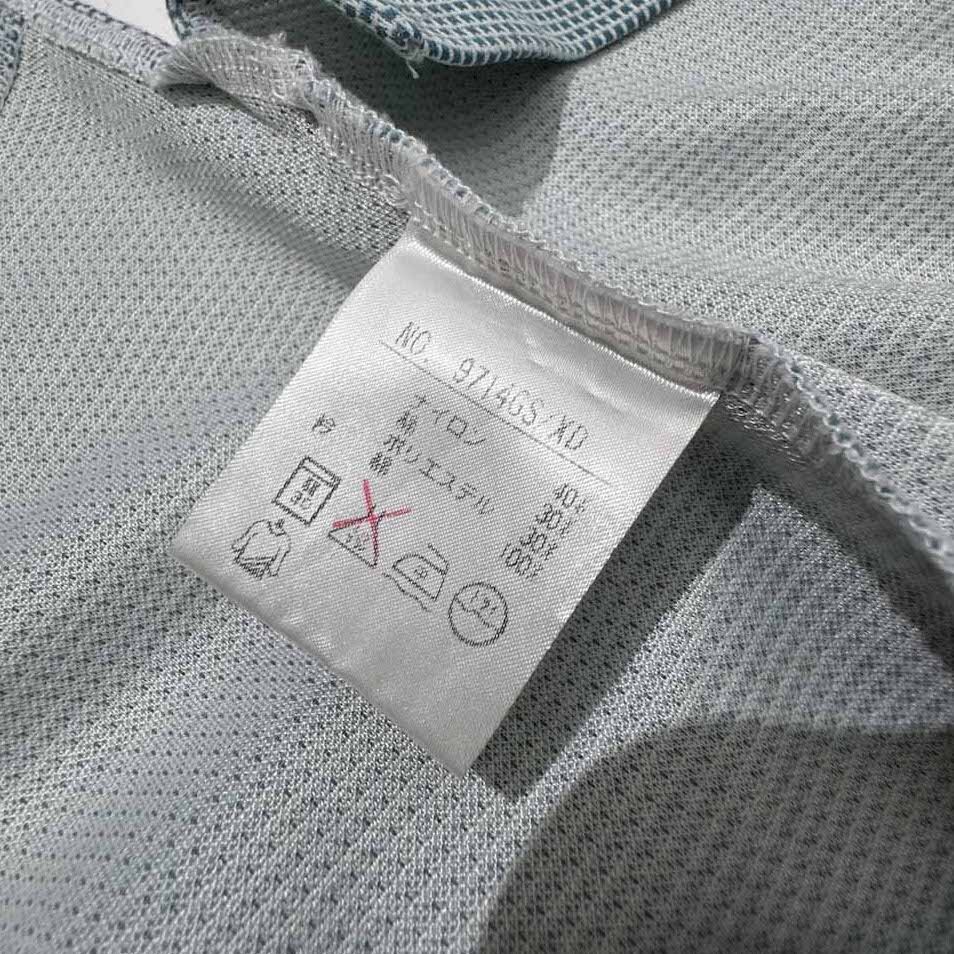 NO. 9714GS/XD
ナイロン 40%
綿 30%
ポリエステル 30%
衿 綿 100%